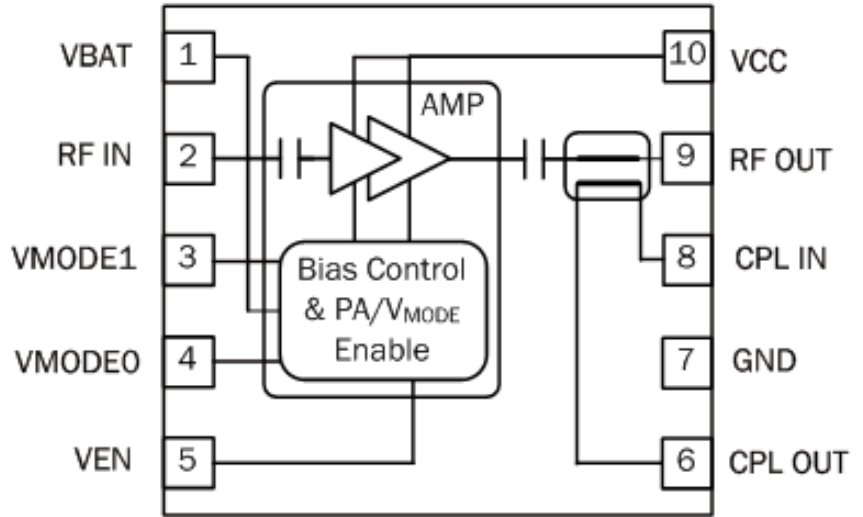 VBAT 1
10 VCC
AMP
RF IN 2
9 RF OUT
VMODE1 3
8 CPL IN
Bias Control
& PA/VMODE
Enable
VMODE0 4
7 GND
VEN 5
6 CPL OUT